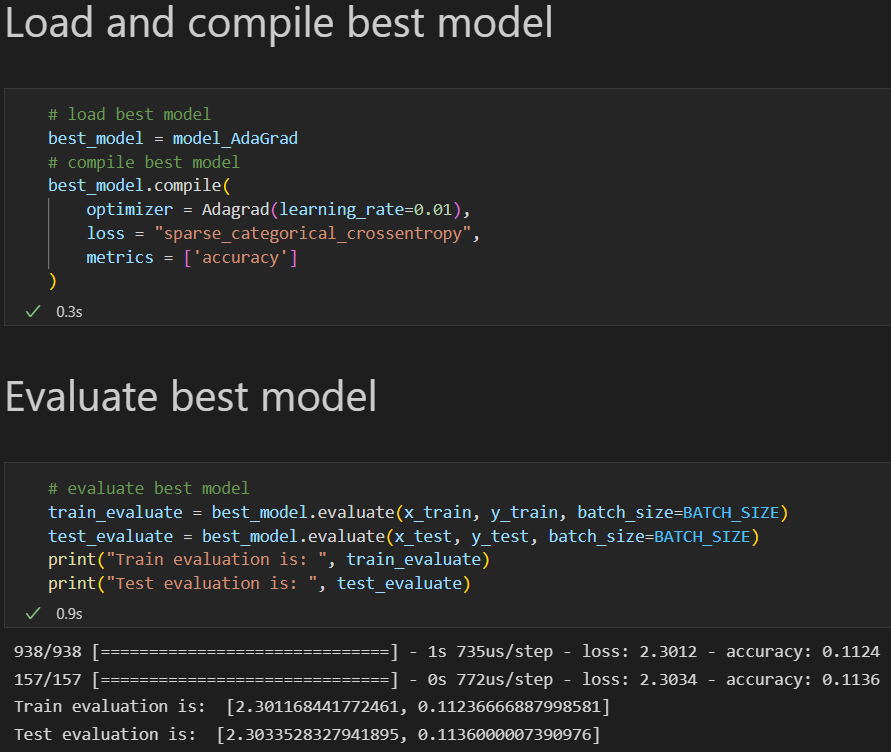 Load and compile best model
# load best model
best_model = model_AdaGrad
# compile best model
best_model.compile(
    optimizer = Adagrad(learning_rate=0.01),
    loss = "sparse_categorical_crossentropy",
    metrics = ['accuracy']
)
✓ 0.3s
Evaluate best model
# evaluate best model
train_evaluate = best_model.evaluate(x_train, y_train, batch_size=BATCH_SIZE)
test_evaluate = best_model.evaluate(x_test, y_test, batch_size=BATCH_SIZE)
print("Train evaluation is: ", train_evaluate)
print("Test evaluation is: ", test_evaluate)
✓ 0.9s
938/938 [==============================] - 1s 735us/step - loss: 2.3012 - accuracy: 0.1124
157/157 [==============================] - 0s 772us/step - loss: 2.3034 - accuracy: 0.1136
Train evaluation is:  [2.301168441772461, 0.11236666887998581]
Test evaluation is:  [2.3033528327941895, 0.1136000007390976]